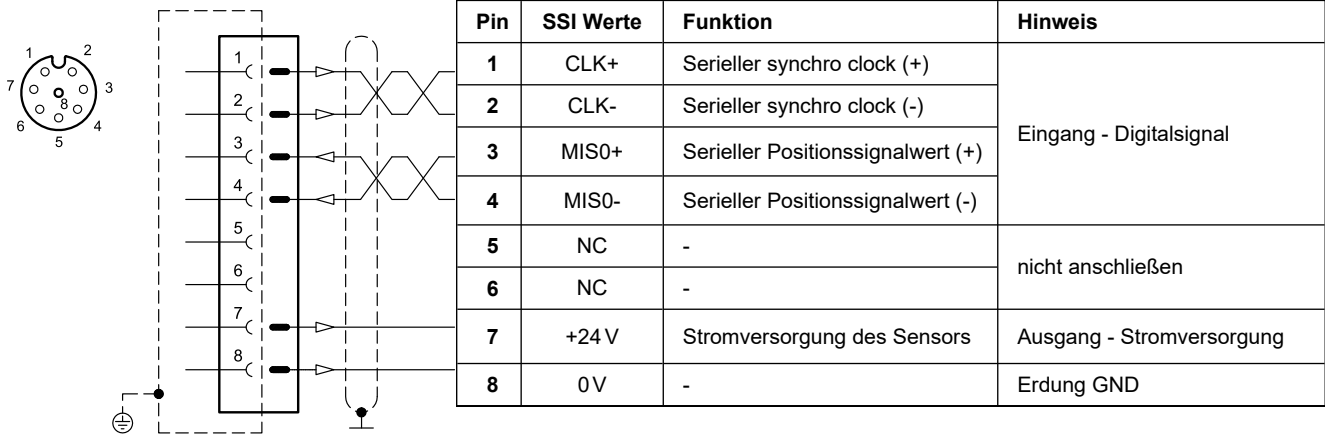 1 2
7 8 3
6 4
5
1
2
3
4
5
6
7
8
Pin SSI Werte Funktion Hinweis
1 CLK+ Serieller synchro clock (+)
2 CLK- Serieller synchro clock (-)
Eingang - Digitalsignal
3 MIS0+ Serieller Positionssignalwert (+)
4 MIS0- Serieller Positionssignalwert (-)
5 NC -
nicht anschließen
6 NC -
7 +24 V Stromversorgung des Sensors Ausgang - Stromversorgung
8 0 V - Erdung GND